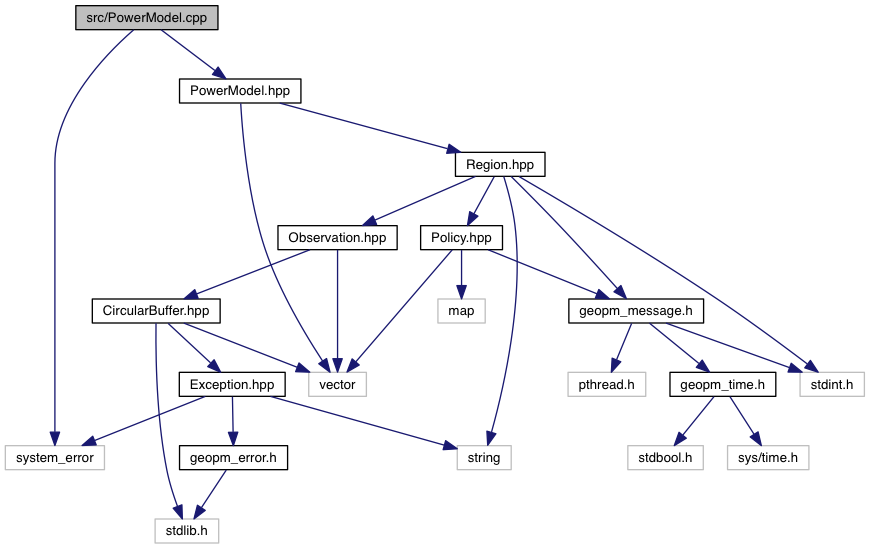 src/PowerModel.cpp
PowerModel.hpp
Region.hpp
Observation.hpp
Policy.hpp
CircularBuffer.hpp
map
geopm_message.h
Exception.hpp
vector
pthread.h
geopm_time.h
stdint.h
system_error
geopm_error.h
string
stdbool.h
sys/time.h
stdlib.h